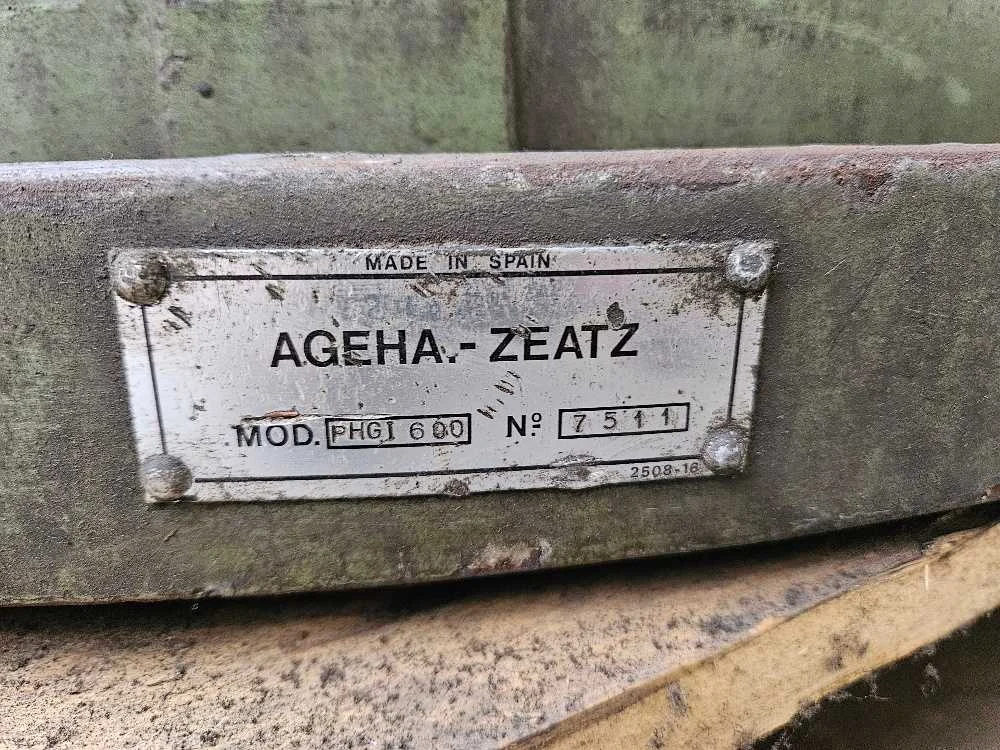 MADE IN SPAIN
AGEHA.- ZEATZ
MOD. PHGI 600 Nº. 7511
2508-16